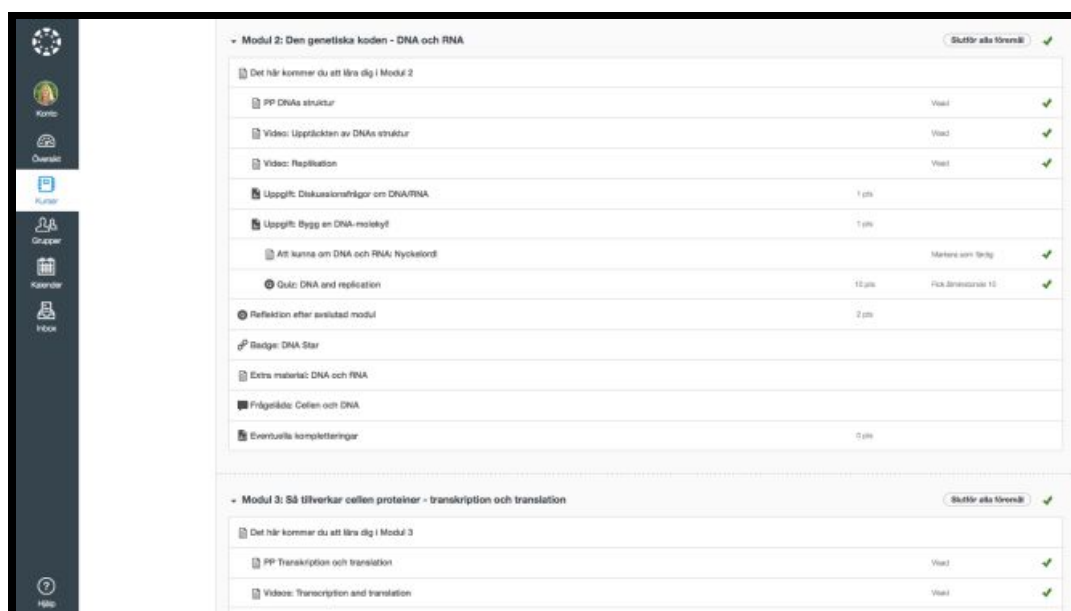 Modul 2: Den genetiska koden - DNA och RNA Slutför alla föremål
Konto
Det här kommer du att lära dig i Modul 2
PP DNAs struktur Visad
Översikt
Video: Upptäckten av DNAs struktur Visad
Video: Replikation Visad
Kurser
Uppgift: Diskussionsfrågor om DNA/RNA 1 pts
Uppgift: Bygg en DNA-molekyl! 1 pts
Grupper
Att kunna om DNA och RNA: Nyckelord! Markera som färdig
Kalender
Quiz: DNA and replication 10 pts Fick åtminstone 10
Inbox
Reflektion efter avslutad modul 2 pts
Badge: DNA Star
Extra material: DNA och RNA
Frågelåda: Cellen och DNA
Eventuella kompletteringar 0 pts
Modul 3: Så tillverkar cellen proteiner - transkription och translation Slutför alla föremål
Det här kommer du att lära dig i Modul 3
PP Transkription och translation Visad
Videos: Transcription and translation Visad
Hjälp